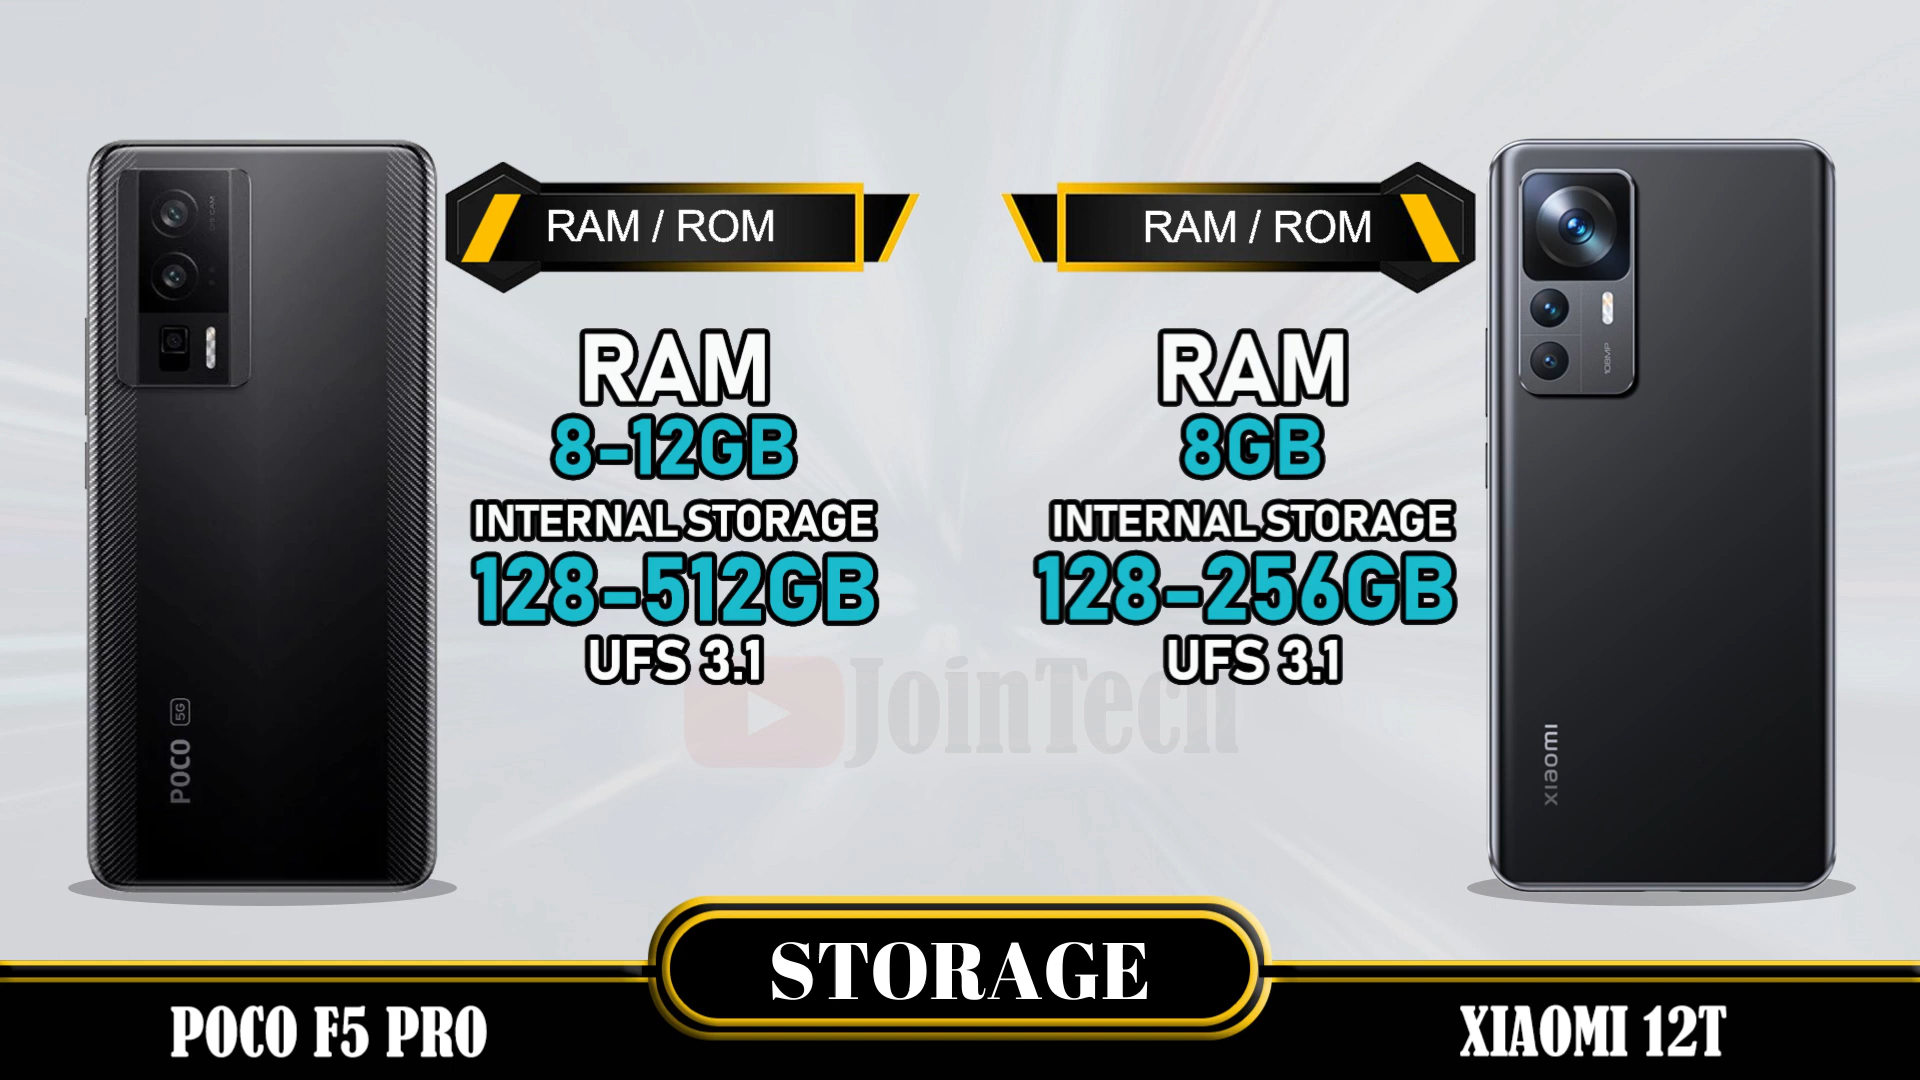 RAM / ROM
RAM
8-12GB
INTERNAL STORAGE
128-512GB
UFS 3.1
RAM / ROM
RAM
8GB
INTERNAL STORAGE
128-256GB
UFS 3.1
JoinTech
POCO 5G
108MP
xiaomi
STORAGE
POCO F5 PRO
XIAOMI 12T